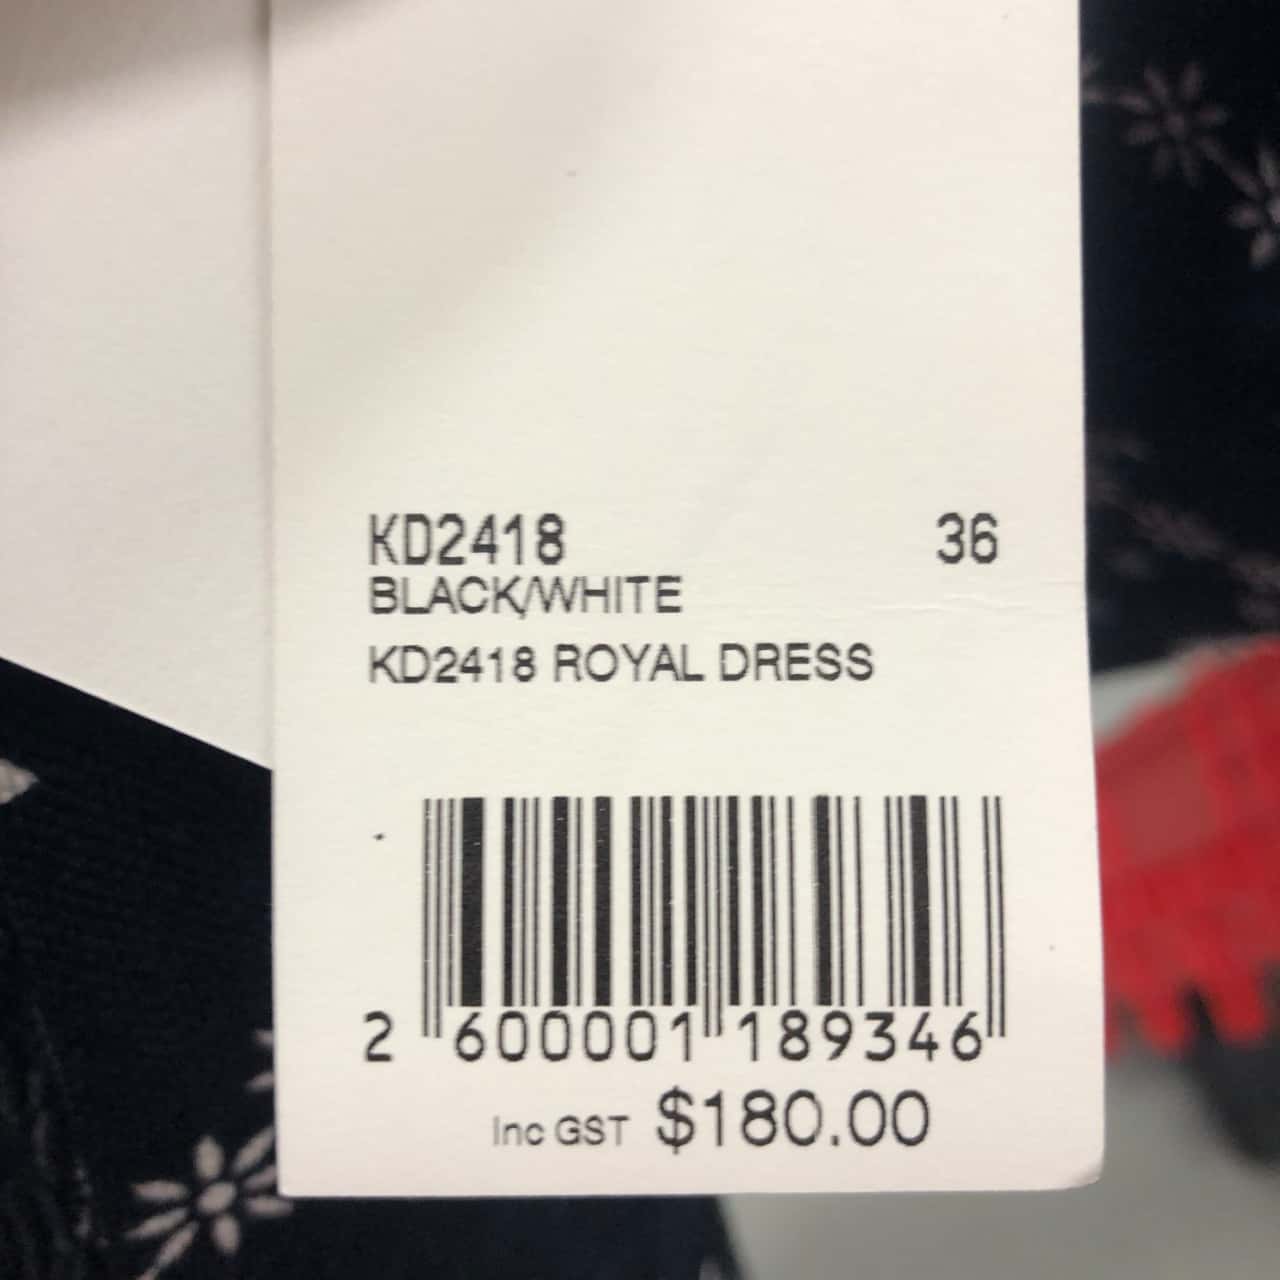 KD2418 36
BLACK/WHITE
KD2418 ROYAL DRESS
2 600001 189346
Inc GST $180.00